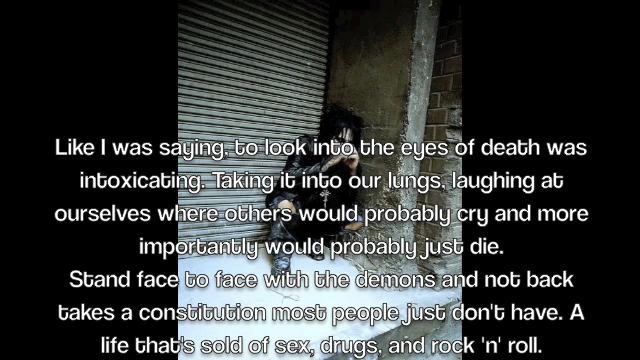 Like I was saying, to look into the eyes of death was
intoxicating. Taking it into our lungs, laughing at
ourselves where others would probably cry and more
importantly would probably just die.
Stand face to face with the demons and not back
takes a constitution most people just don't have. A
life that's sold of sex, drugs, and rock 'n' roll.